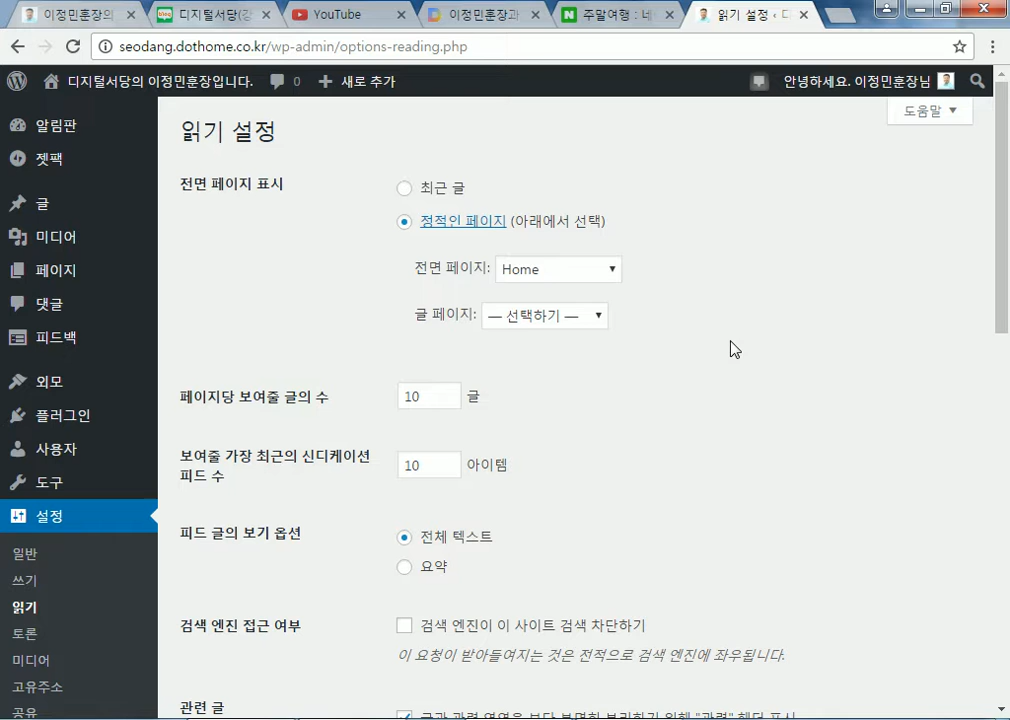 이정민훈장의
디지털서당(강
YouTube
이정민훈장과
주말여행 : 네
읽기 설정 ‹ 디
seodang.dothome.co.kr/wp-admin/options-reading.php
디지털서당의 이정민훈장입니다.
0
새로 추가
안녕하세요. 이정민훈장님
도움말
알림판
젯팩
글
미디어
페이지
댓글
피드백
외모
플러그인
사용자
도구
설정
일반
쓰기
읽기
토론
미디어
고유주소
공유
읽기 설정
전면 페이지 표시
최근 글
정적인 페이지 (아래에서 선택)
전면 페이지: Home
글 페이지: — 선택하기 —
페이지당 보여줄 글의 수
10 글
보여줄 가장 최근의 신디케이션
피드 수
10 아이템
피드 글의 보기 옵션
전체 텍스트
요약
검색 엔진 접근 여부
검색 엔진이 이 사이트 검색 차단하기
이 요청이 받아들여지는 것은 전적으로 검색 엔진에 좌우됩니다.
관련 글